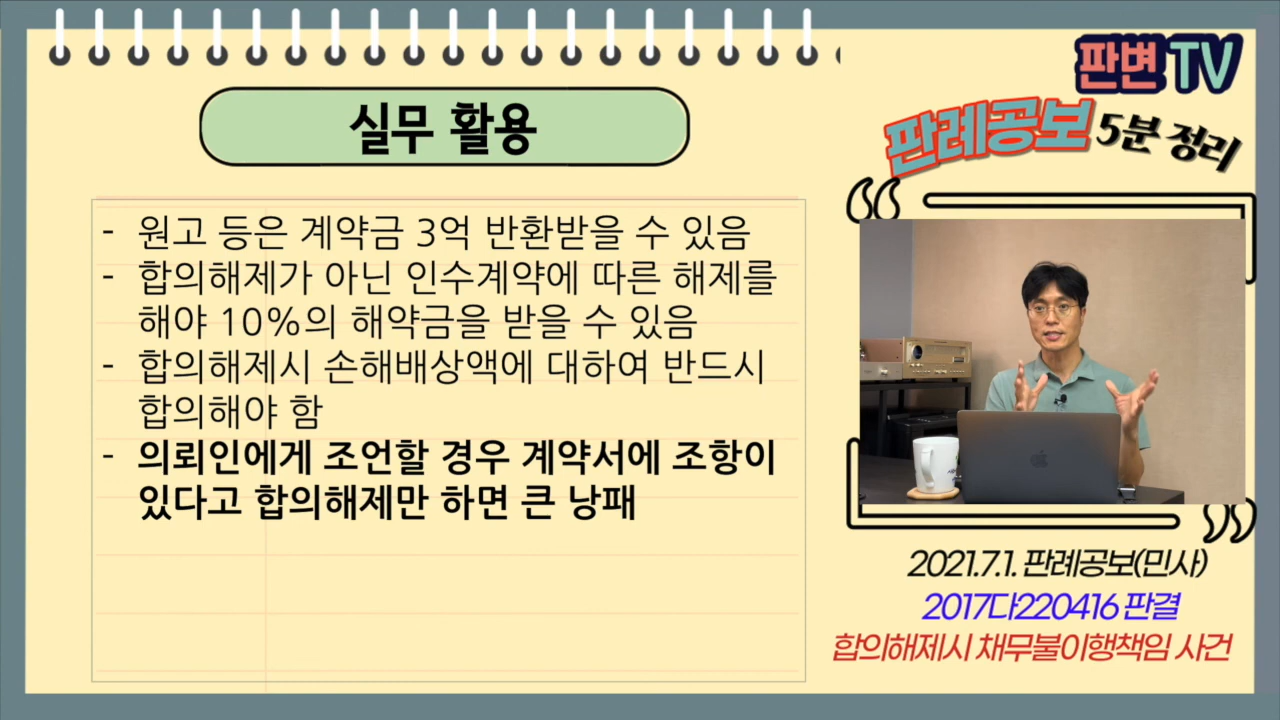 판변 TV
판례공보 5분 정리
실무 활용
- 원고 등은 계약금 3억 반환받을 수 있음
- 합의해제가 아닌 인수계약에 따른 해제를
해야 10%의 해약금을 받을 수 있음
- 합의해제시 손해배상액에 대하여 반드시
합의해야 함
- 의뢰인에게 조언할 경우 계약서에 조항이
있다고 합의해제만 하면 큰 낭패
2021.7.1. 판례공보(민사)
2017다220416 판결
합의해제시 채무불이행책임 사건